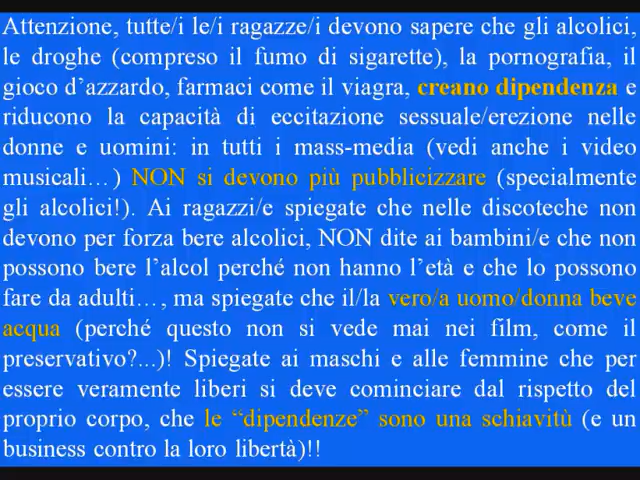 Attenzione, tutte/i le/i ragazze/i devono sapere che gli alcolici,
le droghe (compreso il fumo di sigarette), la pornografia, il
gioco d’azzardo, farmaci come il viagra, creano dipendenza e
riducono la capacità di eccitazione sessuale/erezione nelle
donne e uomini: in tutti i mass-media (vedi anche i video
musicali…) NON si devono più pubblicizzare (specialmente
gli alcolici!). Ai ragazzi/e spiegate che nelle discoteche non
devono per forza bere alcolici, NON dite ai bambini/e che non
possono bere l’alcol perché non hanno l’età e che lo possono
fare da adulti…, ma spiegate che il/la vero/a uomo/donna beve
acqua (perché questo non si vede mai nei film, come il
preservativo?...)! Spiegate ai maschi e alle femmine che per
essere veramente liberi si deve cominciare dal rispetto del
proprio corpo, che le “dipendenze” sono una schiavitù (e un
business contro la loro libertà)!!